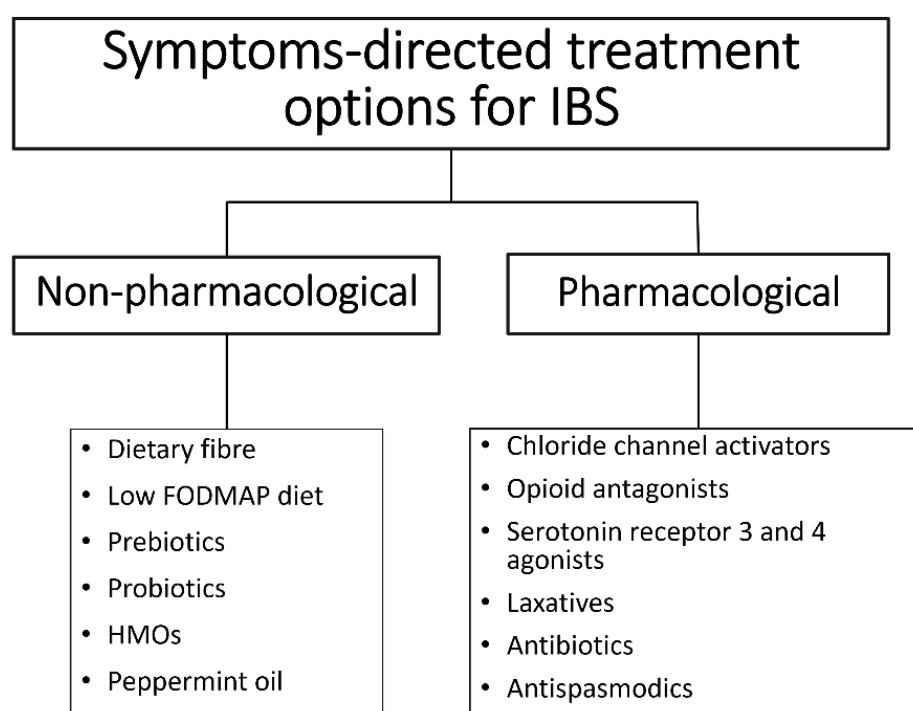 Symptoms-directed treatment
options for IBS
Non-pharmacological
Pharmacological
• Dietary fibre
• Low FODMAP diet
• Prebiotics
• Probiotics
• HMOs
• Peppermint oil
• Chloride channel activators
• Opioid antagonists
• Serotonin receptor 3 and 4
agonists
• Laxatives
• Antibiotics
• Antispasmodics